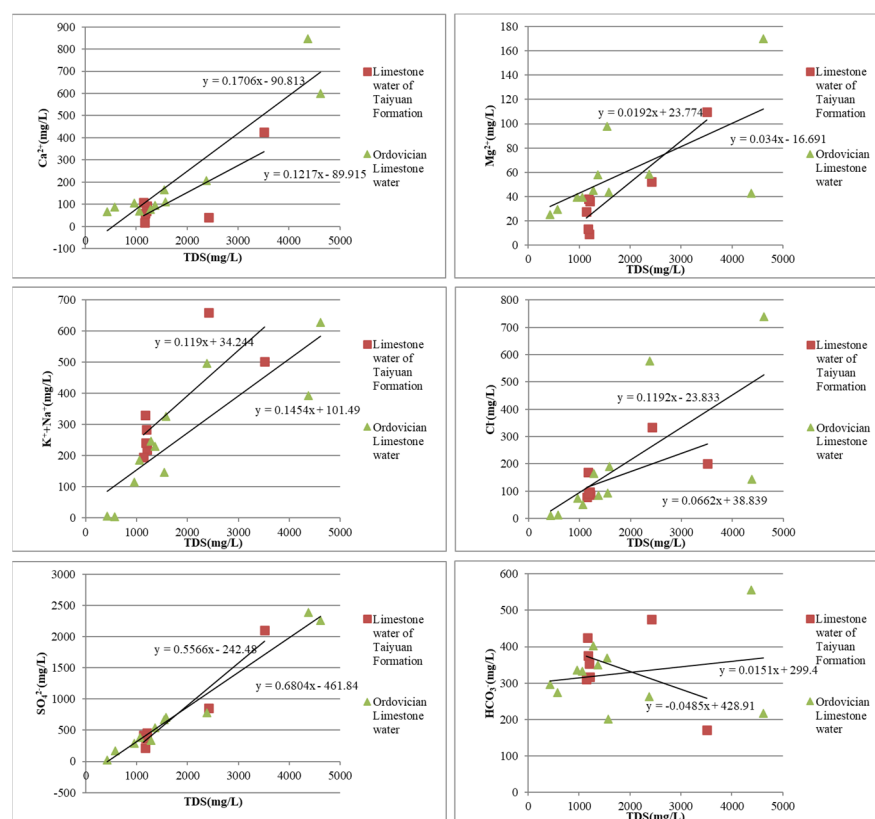 900
800
700
600
500
400
300
200
100
0
-100
Ca²⁺(mg/L)
y = 0.1706x - 90.813
y = 0.1217x - 89.915
0 1000 2000 3000 4000 5000
TDS(mg/L)
Limestone
water of
Taiyuan
Formation
Ordovician
Limestone
water
180
160
140
120
100
80
60
40
20
0
Mg²⁺(mg/L)
y = 0.0192x + 23.774
y = 0.034x - 16.691
0 1000 2000 3000 4000 5000
TDS(mg/L)
Limestone
water of
Taiyuan
Formation
Ordovician
Limestone
water
700
600
500
400
300
200
100
0
K⁺+Na⁺(mg/L)
y = 0.119x + 34.244
y = 0.1454x + 101.49
0 1000 2000 3000 4000 5000
TDS(mg/L)
Limestone
water of
Taiyuan
Formation
Ordovician
Limestone
water
800
700
600
500
400
300
200
100
0
Cl⁻(mg/L)
y = 0.1192x - 23.833
y = 0.0662x + 38.839
0 1000 2000 3000 4000 5000
TDS(mg/L)
Limestone
water of
Taiyuan
Formation
Ordovician
Limestone
water
3000
2500
2000
1500
1000
500
0
-500
SO₄²⁻(mg/L)
y = 0.5566x - 242.48
y = 0.6804x - 461.84
0 1000 2000 3000 4000 5000
TDS(mg/L)
Limestone
water of
Taiyuan
Formation
Ordovician
Limestone
water
600
500
400
300
200
100
0
HCO₃⁻(mg/L)
y = 0.0151x + 299.4
y = -0.0485x + 428.91
0 1000 2000 3000 4000 5000
TDS(mg/L)
Limestone
water of
Taiyuan
Formation
Ordovician
Limestone
water